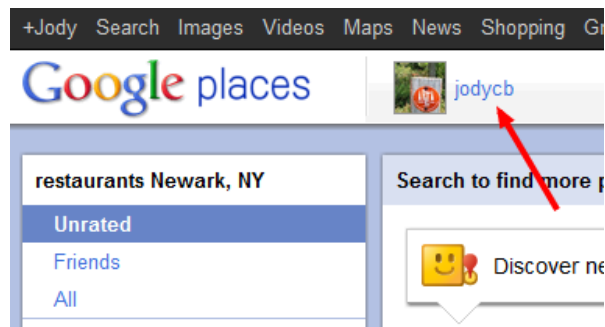 +Jody Search Images Videos Maps News Shopping
Google places
jodycb
restaurants Newark, NY
Search to find more
Unrated
Friends
All
Discover